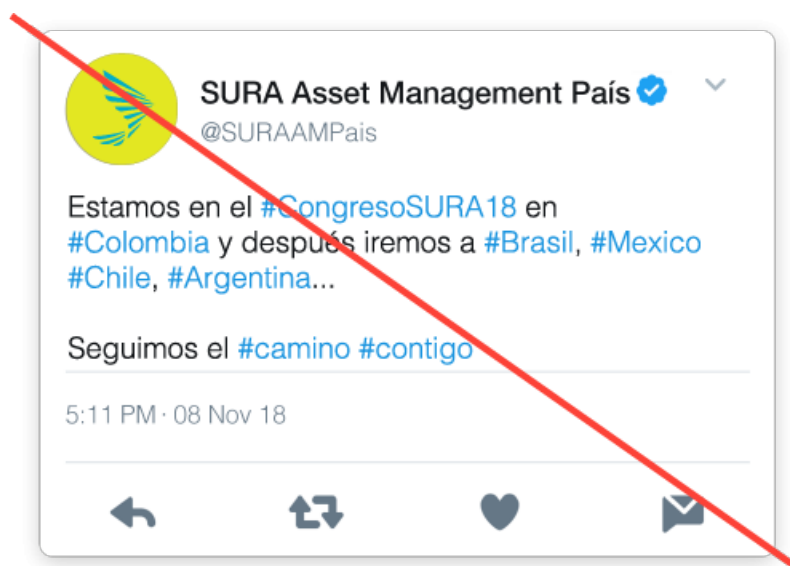 SURA Asset Management País
@SURAAMPais
Estamos en el #CongresoSURA18 en
#Colombia y después iremos a #Brasil, #Mexico
#Chile, #Argentina...
Seguimos el #camino #contigo
5:11 PM · 08 Nov 18